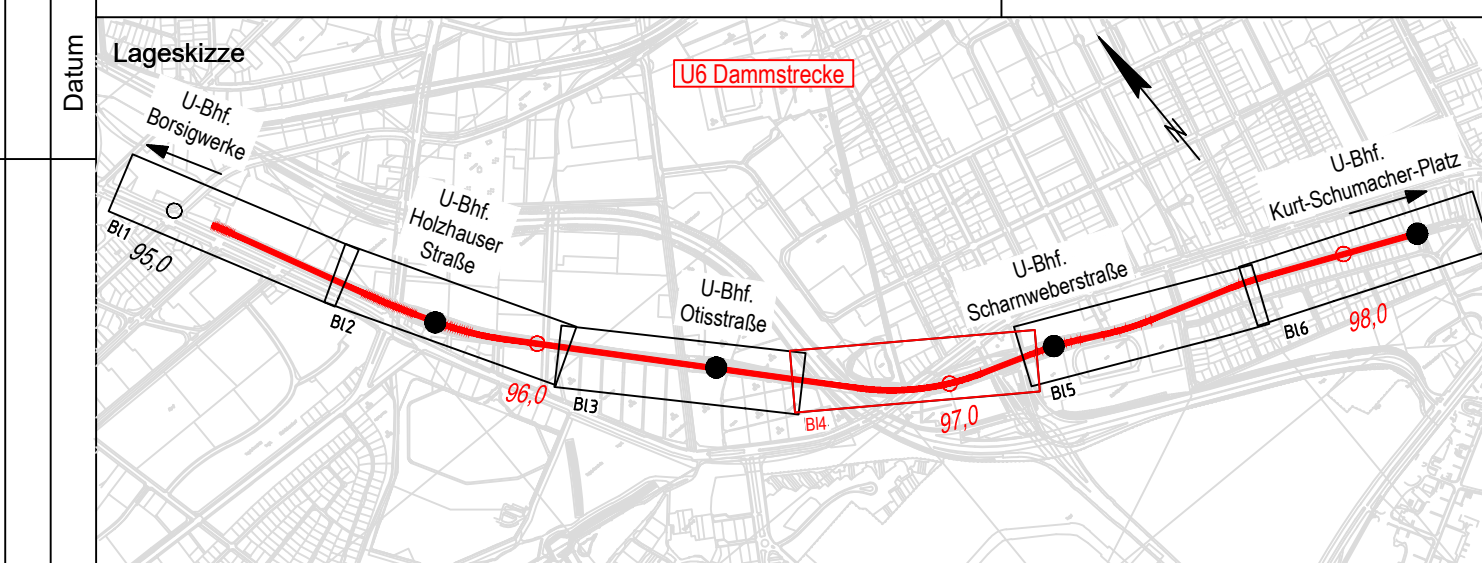 Datum
Lageskizze
U6 Dammstrecke
N
U-Bhf.
Borsigwerke
U-Bhf.
Holzhauser
Straße
U-Bhf.
Otisstraße
U-Bhf.
Scharnweberstraße
U-Bhf.
Kurt-Schumacher-Platz
Bl1
95,0
Bl2
96,0
Bl3
Bl4
97,0
Bl5
Bl6
98,0